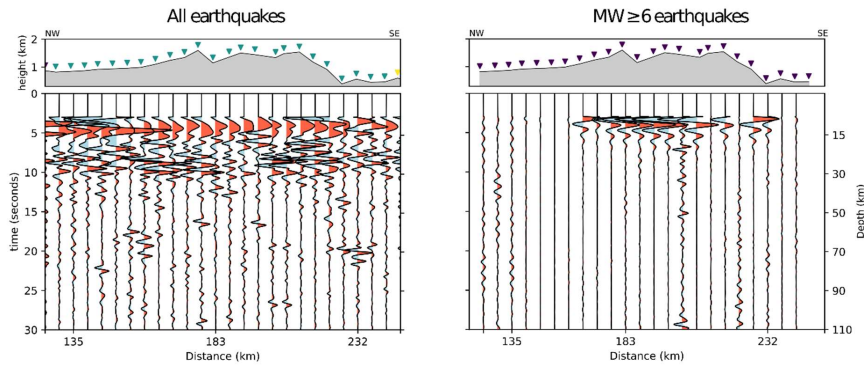 All earthquakes
MW ≥ 6 earthquakes
NW
SE
NW
SE
height (km)
2
1
0
0
5
10
15
20
25
30
time (seconds)
135
183
232
Distance (km)
15
30
50
70
90
110
Depth (km)
135
183
232
Distance (km)